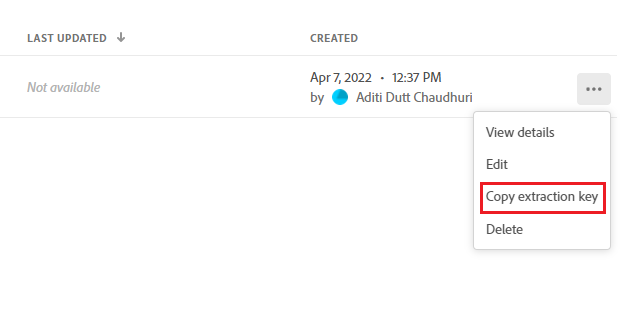 LAST UPDATED ↓ CREATED
Not available
Apr 7, 2022 • 12:37 PM
by Aditi Dutt Chaudhuri
View details
Edit
Copy extraction key
Delete